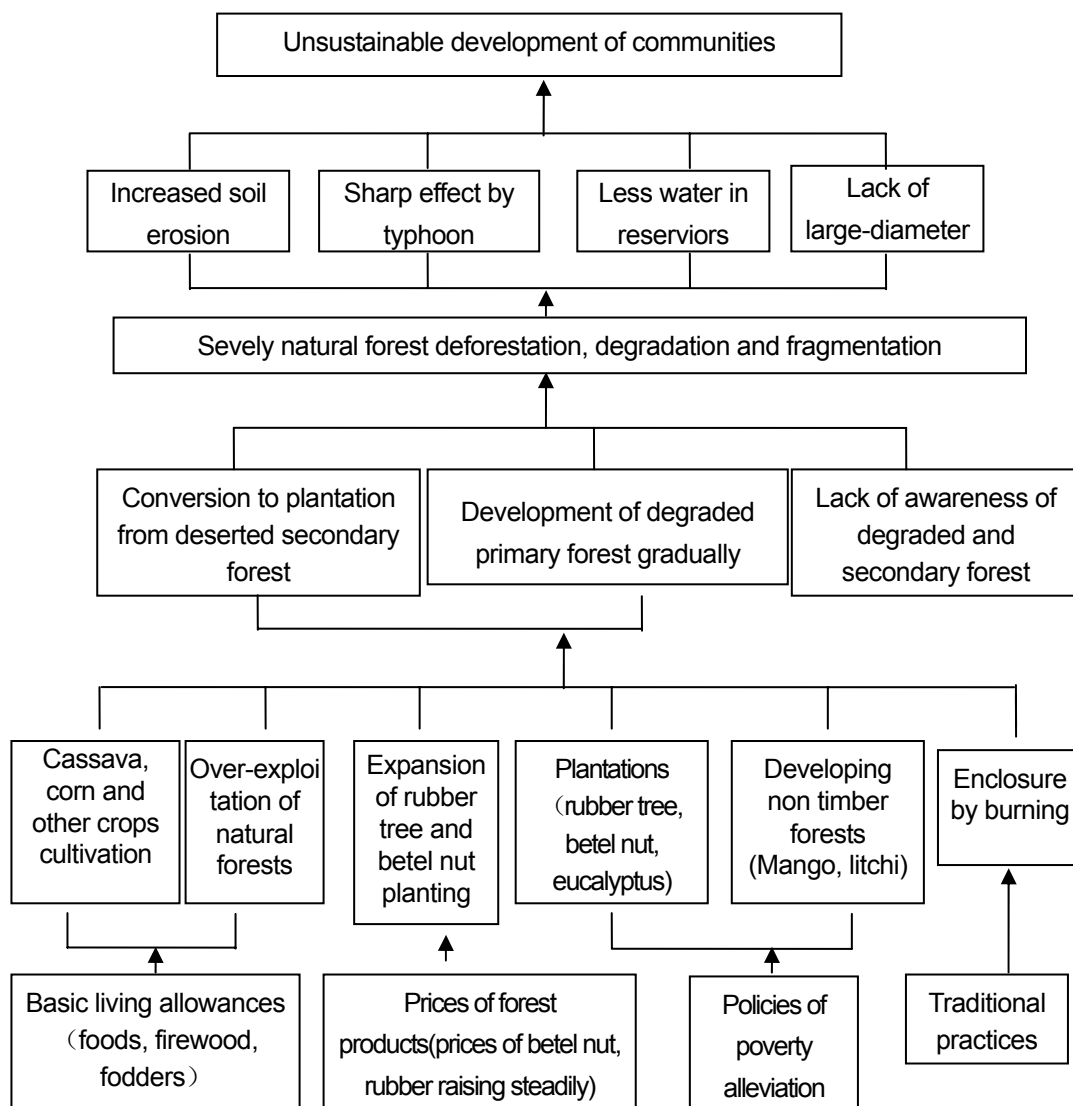 Unsustainable development of communities
Increased soil
erosion
Sharp effect by
typhoon
Less water in
reserviors
Lack of
large-diameter
Sevely natural forest deforestation, degradation and fragmentation
Conversion to plantation
from deserted secondary
forest
Development of degraded
primary forest gradually
Lack of awareness of
degraded and
secondary forest
Cassava,
corn and
other crops
cultivation
Over-exploi
tation of
natural
forests
Expansion
of rubber
tree and
betel nut
planting
Plantations
（rubber tree,
betel nut,
eucalyptus)
Developing
non timber
forests
(Mango, litchi)
Enclosure
by burning
Basic living allowances
（foods, firewood,
fodders）
Prices of forest
products(prices of betel nut,
rubber raising steadily)
Policies of
poverty
alleviation
Traditional
practices